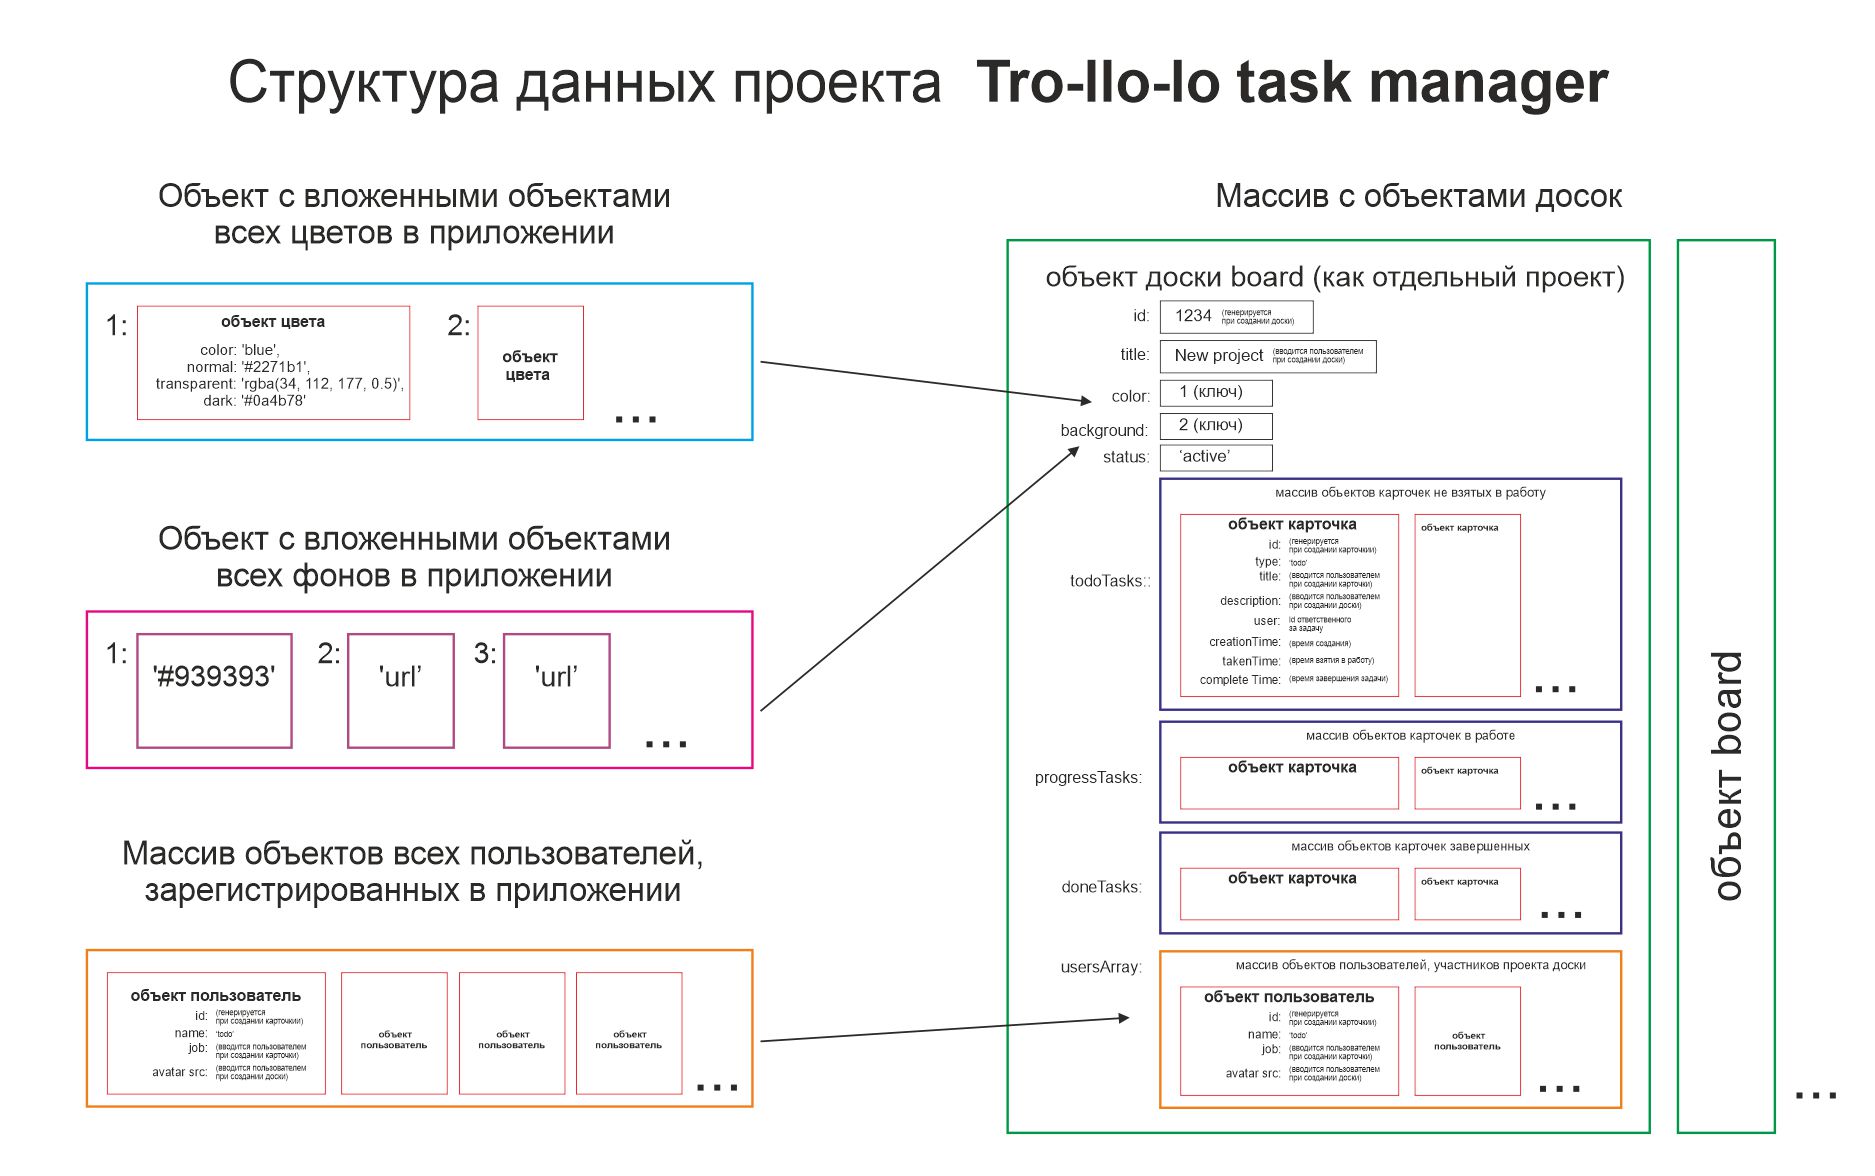 Структура данных проекта Tro-llo-lo task manager
Объект с вложенными объектами
всех цветов в приложении
1:
объект цвета
color: 'blue',
normal: '#2271b1',
transparent: 'rgba(34, 112, 177, 0.5)',
dark: '#0a4b78'
2:
объект
цвета
...
Объект с вложенными объектами
всех фонов в приложении
1:
'#939393'
2:
'url’
3:
'url’
...
Массив объектов всех пользователей,
зарегистрированных в приложении
объект пользователь
id: (генерируется
при создании карточкии)
name: 'todo'
job: (вводится пользователем
при создании карточки)
avatar src: (вводится пользователем
при создании доски)
объект
пользователь
объект
пользователь
объект
пользователь
...
Массив с объектами досок
объект доски board (как отдельный проект)
id: 1234 (генерируется
при создании доски)
title: New project (вводится пользователем
при создании доски)
color: 1 (ключ)
background: 2 (ключ)
status: ‘active’
todoTasks::
массив объектов карточек не взятых в работу
объект карточка
id: (генерируется
при создании карточкии)
type: 'todo'
title: (вводится пользователем
при создании карточки)
description: (вводится пользователем
при создании доски)
user: id ответственного
за задачу
creationTime: (время создания)
takenTime: (время взятия в работу)
complete Time: (время завершения задачи)
объект карточка
...
progressTasks:
массив объектов карточек в работе
объект карточка
объект карточка
...
doneTasks:
массив объектов карточек завершенных
объект карточка
объект карточка
...
usersArray:
массив объектов пользователей, участников проекта доски
объект пользователь
id: (генерируется
при создании карточкии)
name: 'todo'
job: (вводится пользователем
при создании карточки)
avatar src: (вводится пользователем
при создании доски)
объект
пользователь
...
объект board
...